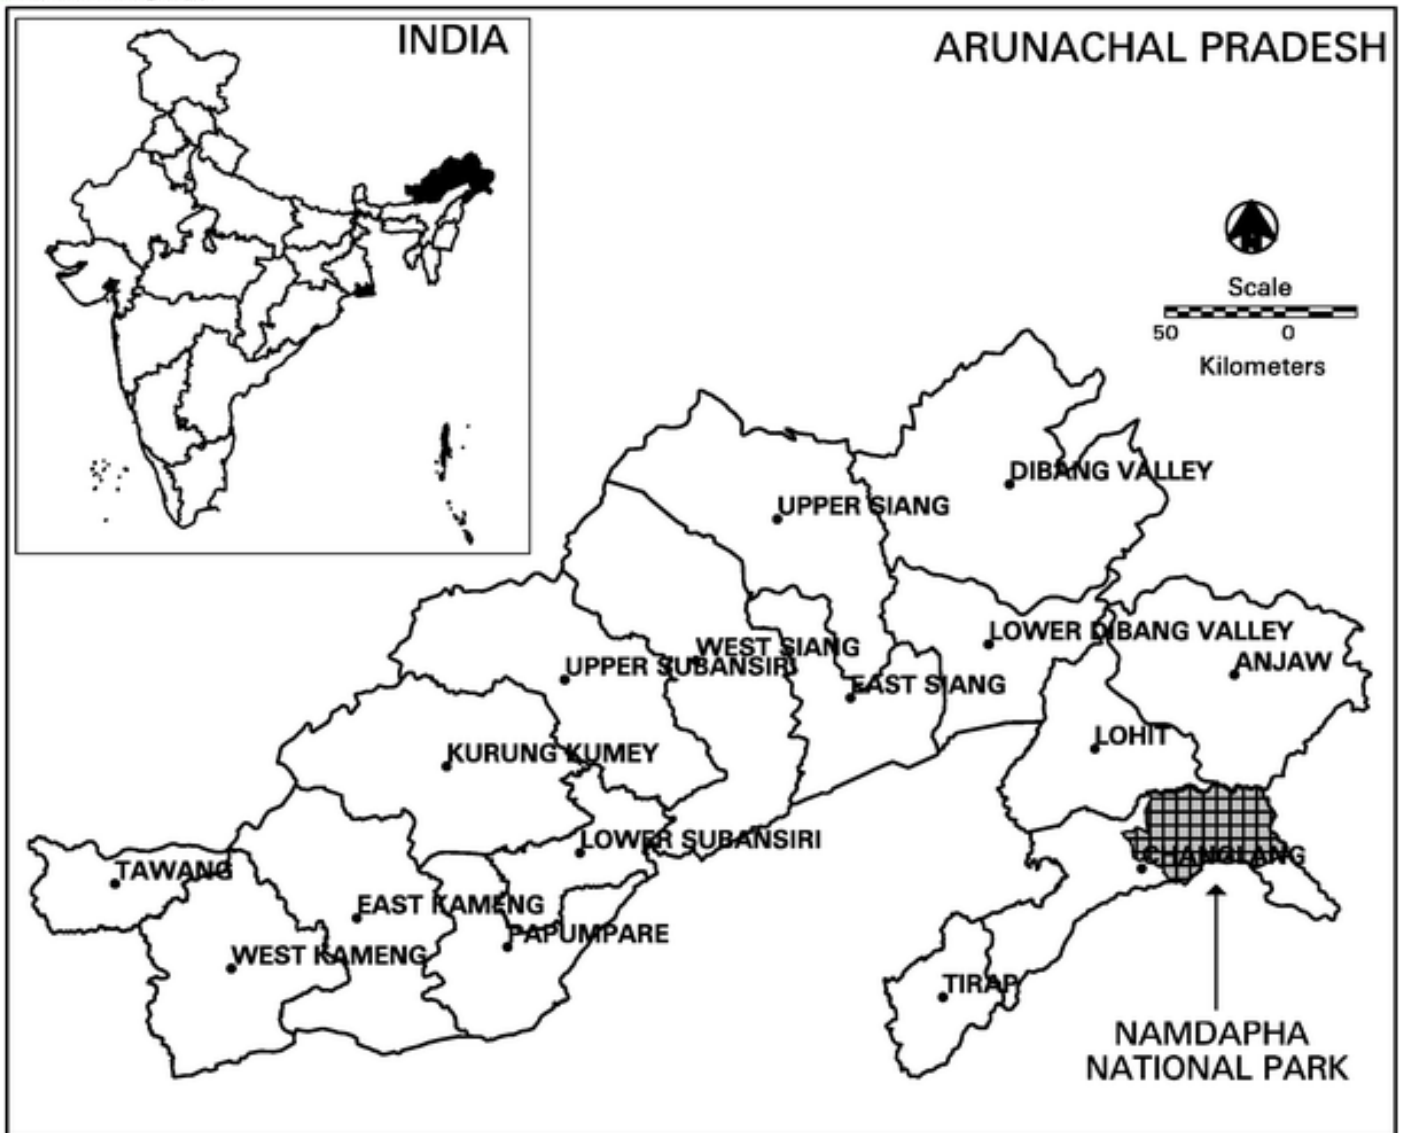 INDIA
ARUNACHAL PRADESH
N
Scale
50 0
Kilometers
DIBANG VALLEY
UPPER SIANG
LOWER DIBANG VALLEY
WEST SIANG
UPPER SUBANSIRI
ANJAW
EAST SIANG
LOHIT
KURUNG KUMEY
LOWER SUBANSIRI
CHANGLANG
TAWANG
EAST KAMENG
PAPUMPARE
WEST KAMENG
TIRAP
NAMDAPHA
NATIONAL PARK